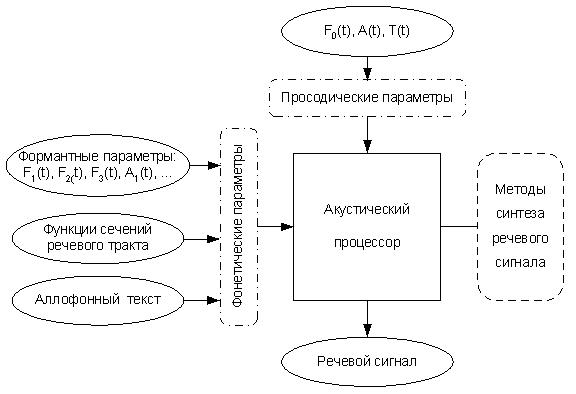 F0(t), A(t), T(t)
Просодические параметры
Формантные параметры:
F1(t), F2(t), F3(t), A1(t), ...
Функции сечений
речевого тракта
Аллофонный текст
Фонетические параметры
Акустический
процессор
Методы
синтеза
речевого
сигнала
Речевой сигнал